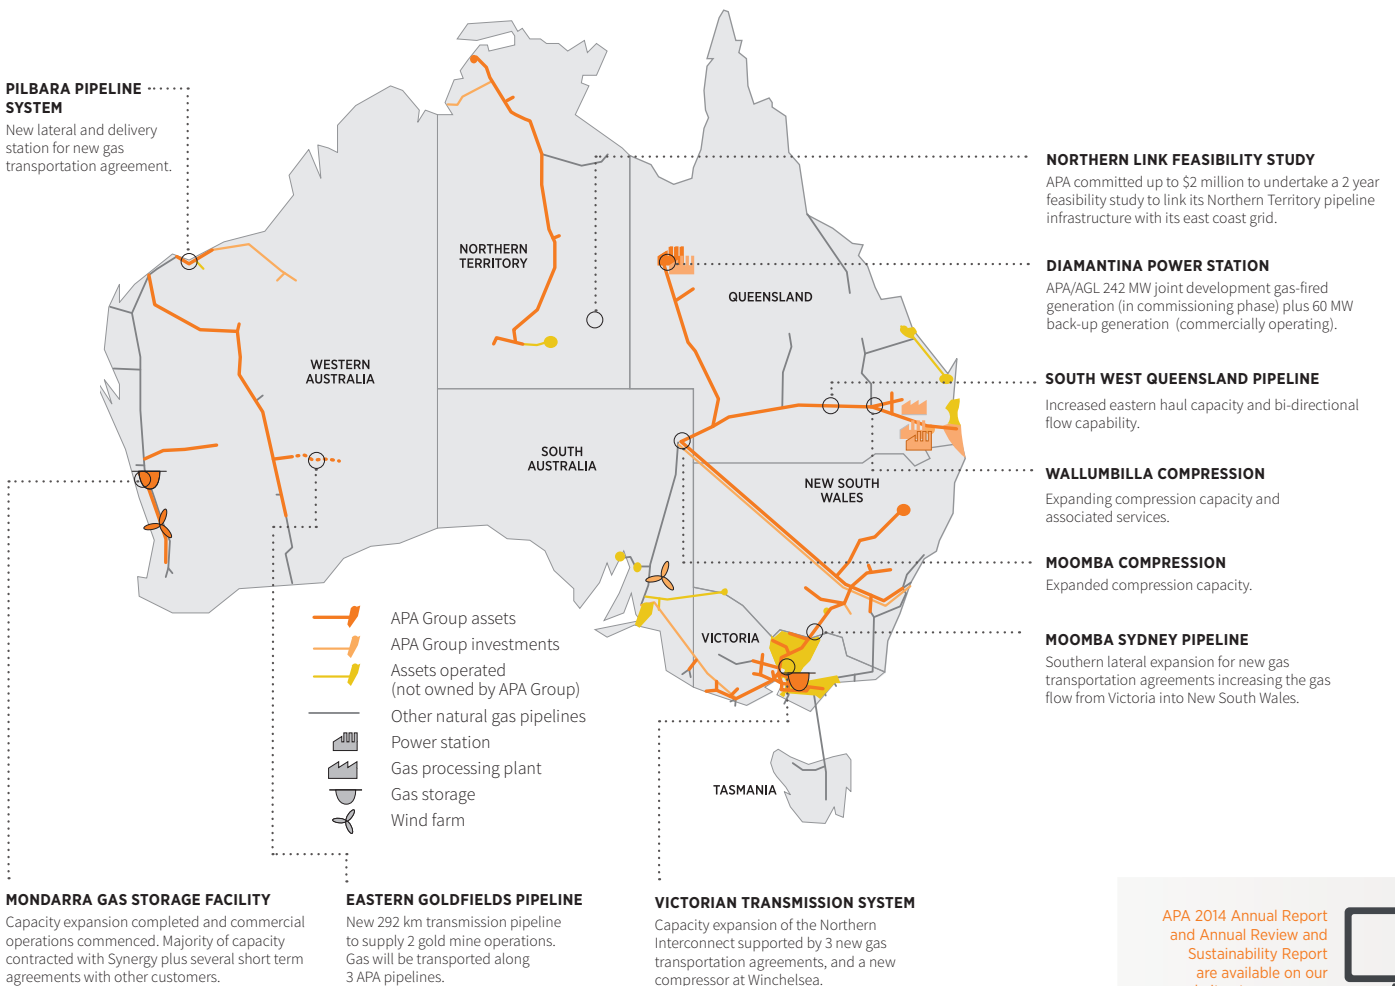 PILBARA PIPELINE
SYSTEM
New lateral and delivery
station for new gas
transportation agreement.
NORTHERN
TERRITORY
QUEENSLAND
WESTERN
AUSTRALIA
SOUTH
AUSTRALIA
NEW SOUTH
WALES
VICTORIA
TASMANIA
NORTHERN LINK FEASIBILITY STUDY
APA committed up to $2 million to undertake a 2 year
feasibility study to link its Northern Territory pipeline
infrastructure with its east coast grid.
DIAMANTINA POWER STATION
APA/AGL 242 MW joint development gas-fired
generation (in commissioning phase) plus 60 MW
back-up generation (commercially operating).
SOUTH WEST QUEENSLAND PIPELINE
Increased eastern haul capacity and bi-directional
flow capability.
WALLUMBILLA COMPRESSION
Expanding compression capacity and
associated services.
MOOMBA COMPRESSION
Expanded compression capacity.
MOOMBA SYDNEY PIPELINE
Southern lateral expansion for new gas
transportation agreements increasing the gas
flow from Victoria into New South Wales.
APA Group assets
APA Group investments
Assets operated
(not owned by APA Group)
Other natural gas pipelines
Power station
Gas processing plant
Gas storage
Wind farm
MONDARRA GAS STORAGE FACILITY
Capacity expansion completed and commercial
operations commenced. Majority of capacity
contracted with Synergy plus several short term
agreements with other customers.
EASTERN GOLDFIELDS PIPELINE
New 292 km transmission pipeline
to supply 2 gold mine operations.
Gas will be transported along
3 APA pipelines.
VICTORIAN TRANSMISSION SYSTEM
Capacity expansion of the Northern
Interconnect supported by 3 new gas
transportation agreements, and a new
compressor at Winchelsea.
APA 2014 Annual Report
and Annual Review and
Sustainability Report
are available on our